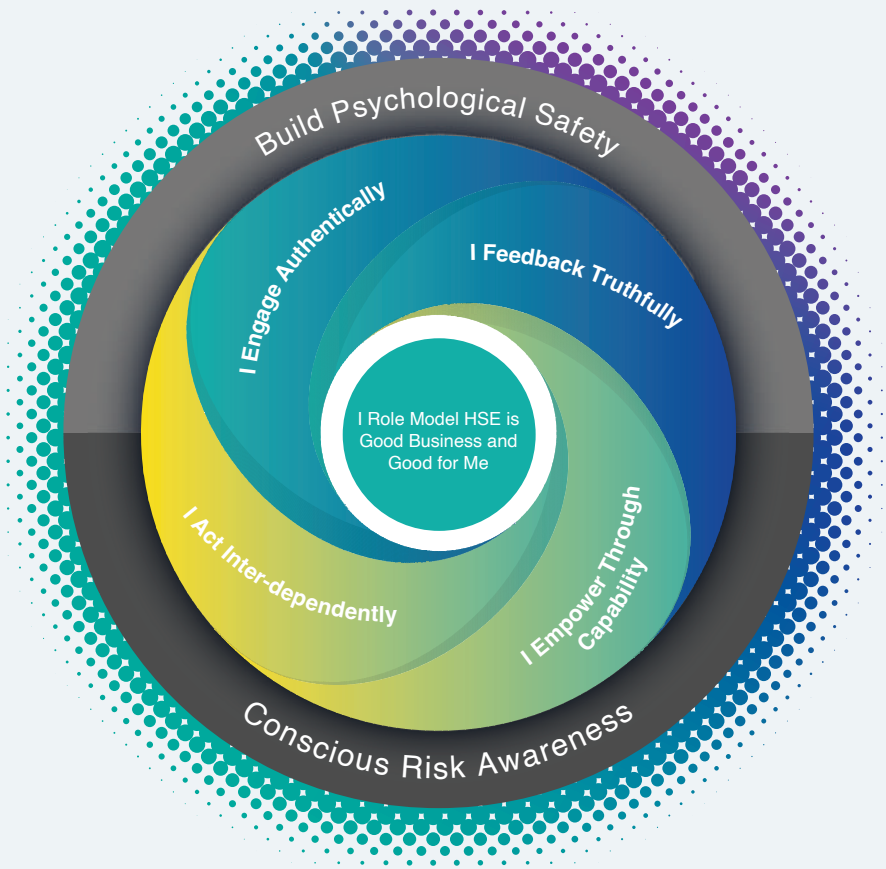 Build Psychological Safety
I Engage Authentically
I Feedback Truthfully
I Role Model HSE is
Good Business and
Good for Me
I Act Inter-dependently
I Empower Through
Capability
Conscious Risk Awareness